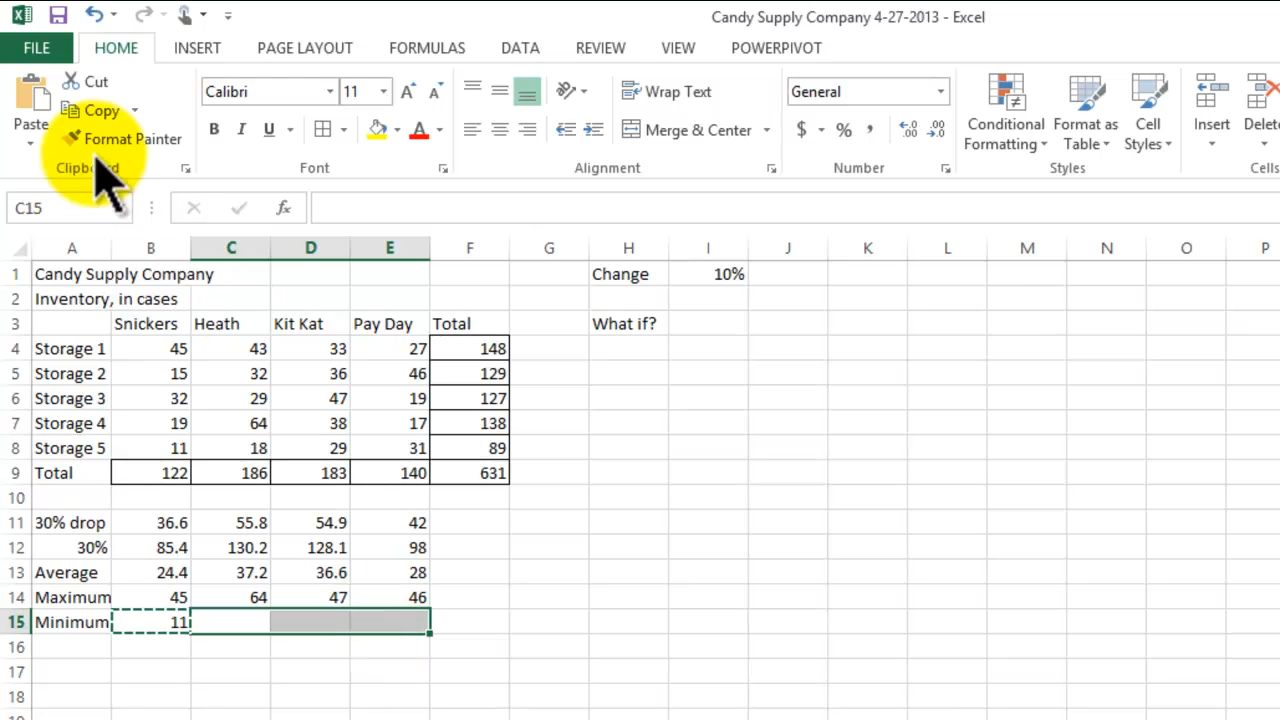 Candy Supply Company 4-27-2013 - Excel
FILE HOME INSERT PAGE LAYOUT FORMULAS DATA REVIEW VIEW POWERPIVOT
Paste
Cut
Copy
Format Painter
Clipboard
Calibri 11 A A
B I U A
Font
Wrap Text
Merge & Center
Alignment
General
$ % , .0 .00 .00 .0
Number
Conditional Formatting
Format as Table
Cell Styles
Styles
Insert
Delet
Cells
C15 fx
A B C D E F G H I J K L M N O P
1 Candy Supply Company Change 10%
2 Inventory, in cases
3 Snickers Heath Kit Kat Pay Day Total What if?
4 Storage 1 45 43 33 27 148
5 Storage 2 15 32 36 46 129
6 Storage 3 32 29 47 19 127
7 Storage 4 19 64 38 17 138
8 Storage 5 11 18 29 31 89
9 Total 122 186 183 140 631
10
11 30% drop 36.6 55.8 54.9 42
12 30% 85.4 130.2 128.1 98
13 Average 24.4 37.2 36.6 28
14 Maximum 45 64 47 46
15 Minimum 11
16
17
18